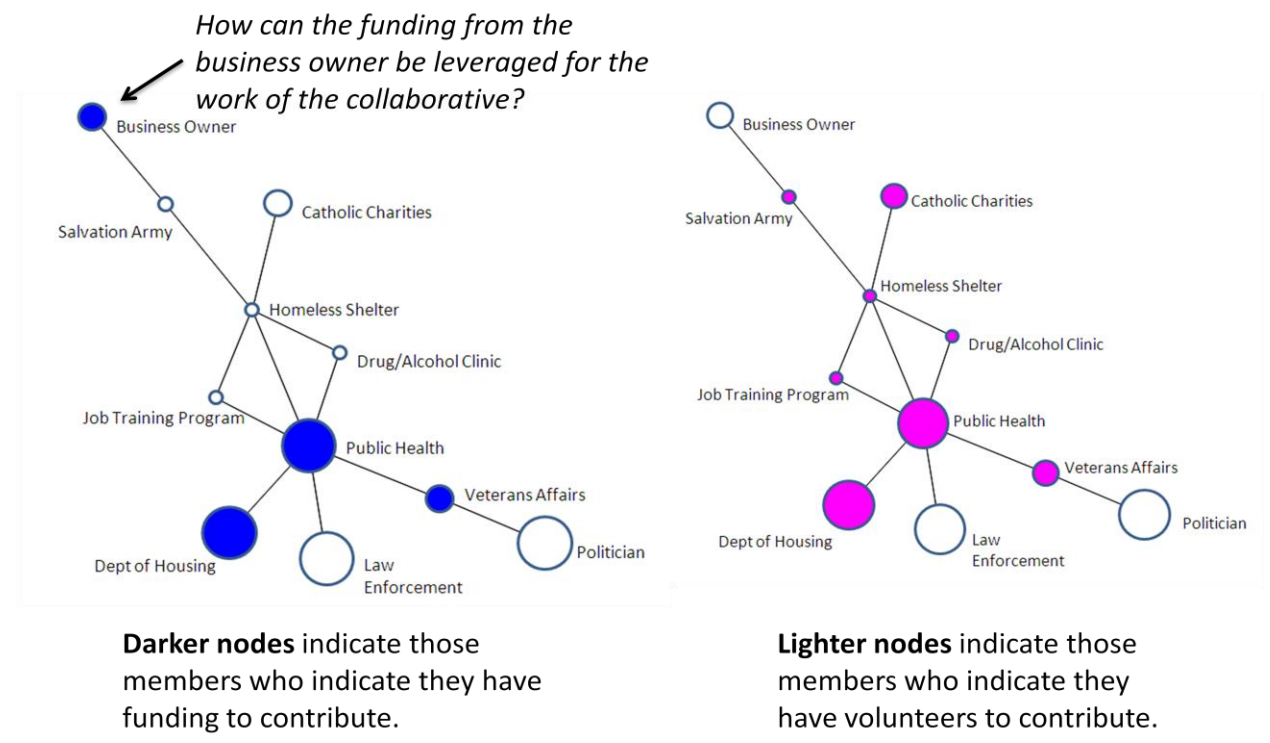 How can the funding from the
business owner be leveraged for the
work of the collaborative?
Business Owner
Salvation Army
Catholic Charities
Homeless Shelter
Drug/Alcohol Clinic
Job Training Program
Public Health
Veterans Affairs
Dept of Housing
Law
Enforcement
Politician
Darker nodes indicate those
members who indicate they have
funding to contribute.
Business Owner
Salvation Army
Catholic Charities
Homeless Shelter
Drug/Alcohol Clinic
Job Training Program
Public Health
Veterans Affairs
Dept of Housing
Law
Enforcement
Politician
Lighter nodes indicate those
members who indicate they
have volunteers to contribute.